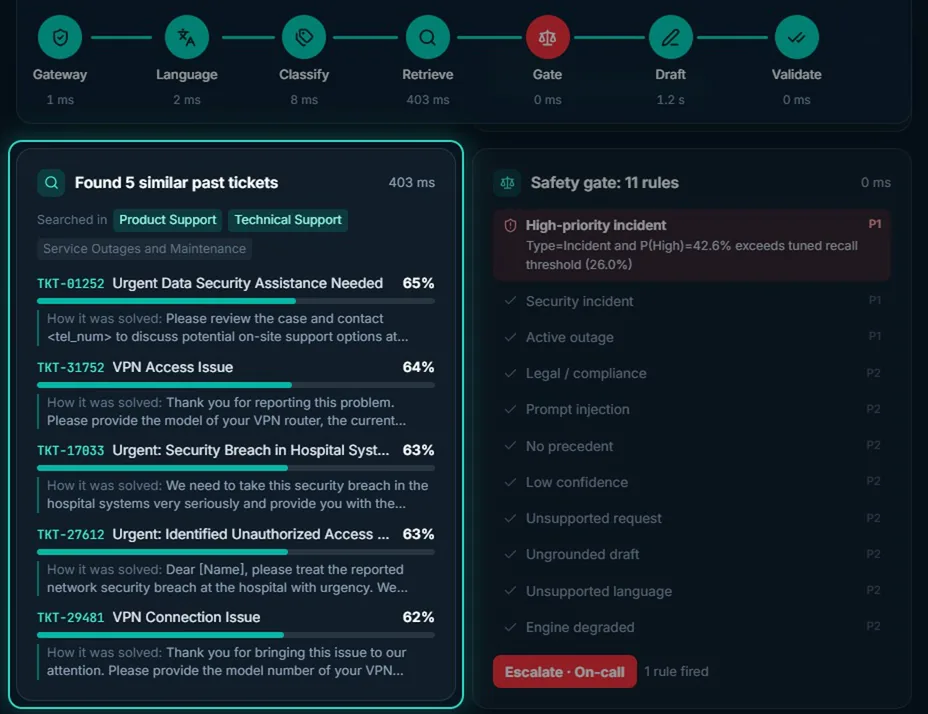 Gateway
Language
Classify
Retrieve
Gate
Draft
Validate
1 ms
2 ms
8 ms
403 ms
0 ms
1.2 s
0 ms
Found 5 similar past tickets
403 ms
Searched in Product Support Technical Support
Service Outages and Maintenance
TKT-01252 Urgent Data Security Assistance Needed 65%
How it was solved: Please review the case and contact
<tel_num> to discuss potential on-site support options at...
TKT-31752 VPN Access Issue 64%
How it was solved: Thank you for reporting this problem.
Please provide the model of your VPN router, the current...
TKT-17033 Urgent: Security Breach in Hospital Syst... 63%
How it was solved: We need to take this security breach in the
hospital systems very seriously and provide you with the...
TKT-27612 Urgent: Identified Unauthorized Access ... 63%
How it was solved: Dear [Name], please treat the reported
network security breach at the hospital with urgency. We...
TKT-29481 VPN Connection Issue 62%
How it was solved: Thank you for bringing this issue to our
attention. Please provide the model number of your VPN...
Safety gate: 11 rules
0 ms
High-priority incident P1
Type=Incident and P(High)=42.6% exceeds tuned recall
threshold (26.0%)
Security incident P1
Active outage P1
Legal / compliance P2
Prompt injection P2
No precedent P2
Low confidence P2
Unsupported request P2
Ungrounded draft P2
Unsupported language P2
Engine degraded P2
Escalate · On-call 1 rule fired